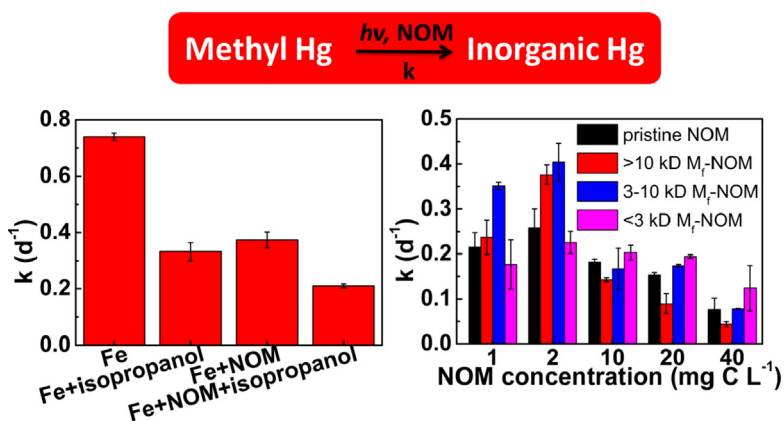 Methyl Hg
hν, NOM
k
Inorganic Hg
k (d⁻¹)
0.8
0.6
0.4
0.2
0.0
Fe
Fe+isopropanol
Fe+NOM
Fe+NOM+isopropanol
k (d⁻¹)
0.5
0.4
0.3
0.2
0.1
0.0
pristine NOM
>10 kD Mf-NOM
3-10 kD Mf-NOM
<3 kD Mf-NOM
1 2 10 20 40
NOM concentration (mg C L⁻¹)